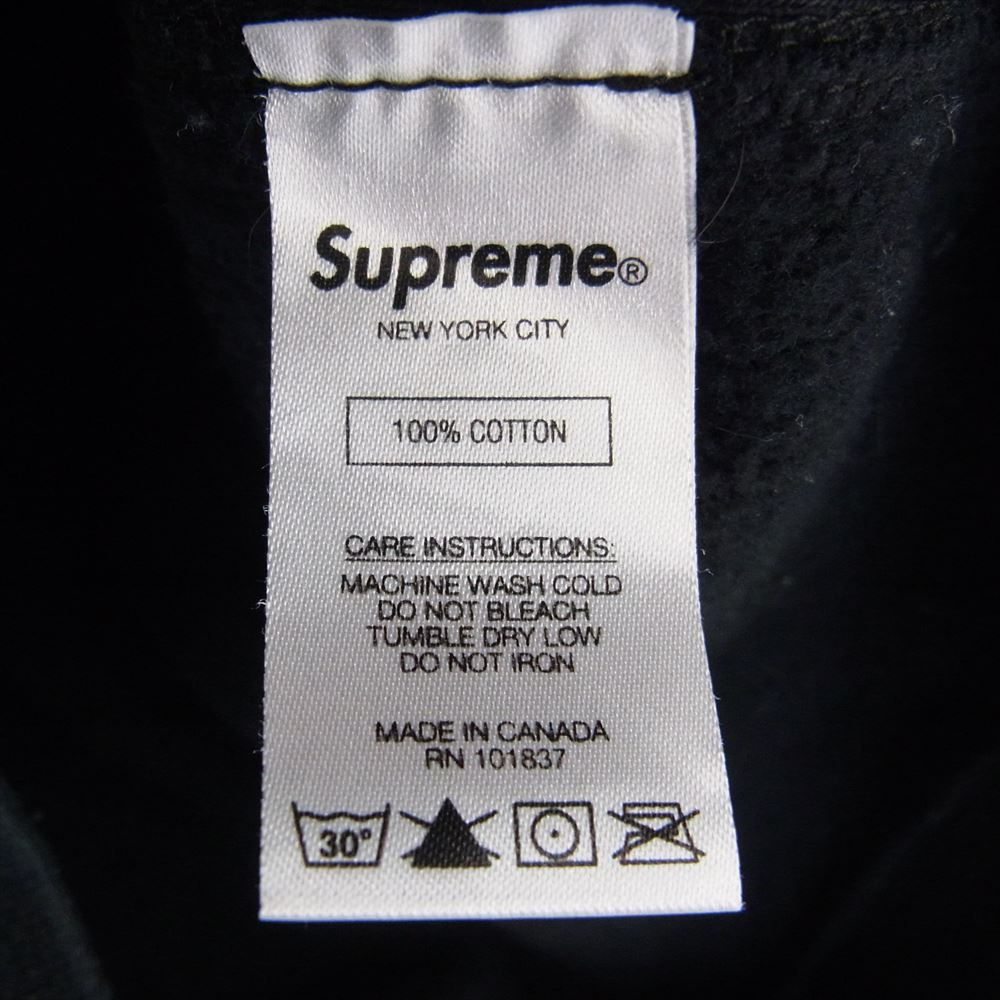 Supreme®
NEW YORK CITY
100% COTTON
CARE INSTRUCTIONS:
MACHINE WASH COLD
DO NOT BLEACH
TUMBLE DRY LOW
DO NOT IRON
MADE IN CANADA
RN 101837
30°